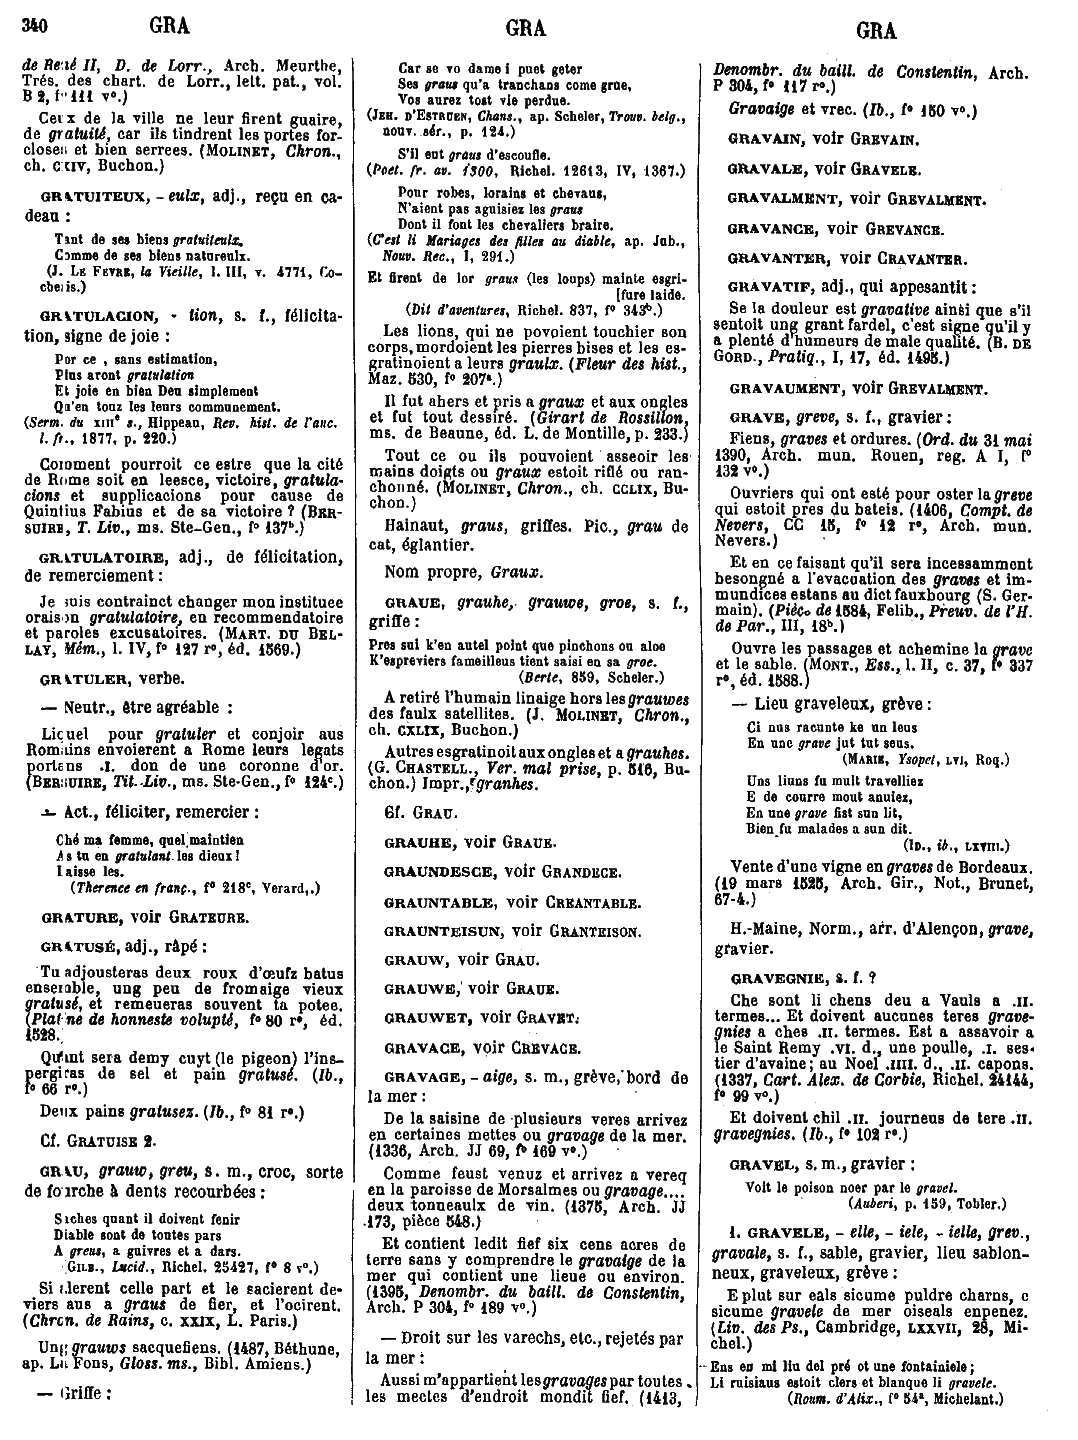 340 GRA GRA GRA
de René II, D. de Lorr., Arch. Meurthe,
Trés. des chart. de Lorr., lett. pat., vol.
B 2, f° 111 v°.)
Ceux de la ville ne leur firent guaire,
de gratuité, car ilz tindrent les portes for-
closes et bien serrees. (MOLINET, Chron.,
ch. CXIV, Buchon.)
GRATUITEUX, - eulx, adj., reçu en ca-
deau :
Tant de ses biens gratuiteulx,
Comme de ses biens natureulx.
(J. LE FEVRE, la Vieille, l. III, v. 4771, Co-
cheris.)
GRATULACION, - tion, s. f., félicita-
tion, signe de joie :
Por ce , sans estimation,
Plus aront gratulation
Et joie en bien Deu simplement
Qu'en touz les leurs communement.
(Serm. du XIIIe s., Hippeau, Rev. hist. de l'anc.
l. fr., 1877, p. 220.)
Comment pourroit ce estre que la cité
de Rome soit en leesce, victoire, gratula-
cions et supplicacions pour cause de
Quintius Fabius et de sa victoire ? (BER-
SUIRE, T. Liv., ms. Ste-Gen., f° 137b.)
GRATULATOIRE, adj., de félicitation,
de remerciement :
Je suis contrainct changer mon instituee
oraison gratulatoire, en recommendatoire
et paroles excusatoires. (MART. DU BEL-
LAY, Mém., l. IV, f° 127 r°, éd. 1569.)
GRATULER, verbe.
— Neutr., être agréable :
Licuel pour gratuler et conjoir aus
Romains envoierent a Rome leurs legats
portens .I. don de une coronne d'or.
(BERSUIRE, Tit.-Liv., ms. Ste-Gen., f° 124c.)
— Act., féliciter, remercier :
Ché ma femme, quel maintien
As tu en gratulant les dieux !
Laisse les.
(Therence en franç., f° 218c, Verard,.)
GRATURE, voir GRATEURE.
GRATUSÉ, adj., râpé :
Tu adjousteras deux roux d'œufz batus
ensemble, ung peu de fromaige vieux
gratusé, et remeueras souvent ta potee.
(Platine de honneste volupté, f° 80 r°, éd.
1528.)
Quant sera demy cuyt (le pigeon) l'ins-
pergiras de sel et pain gratusé. (Ib.,
f° 66 r°.)
Deux pains gratusez. (Ib., f° 81 r°.)
Cf. GRATUISE 2.
GRAU, grauw, greu, s. m., croc, sorte
de fourche à dents recourbées :
Saches quant il doivent fenir
Diable sont de toutes pars
A greus, a guivres et a dars.
GILB., Lucid., Richel. 25427, f° 8 v°.)
Si alerent celle part et le sacierent de-
viers aus a graus de fier, et l'ocirent.
(Chron. de Rains, c. XXIX, L. Paris.)
Ung grauws sacquefiens. (1487, Béthune,
ap. La Fons, Gloss. ms., Bibl. Amiens.)
— Griffe :
Car se vo dame i puet geter
Ses graus qu'a tranchans come grue,
Vos aurez tost vie perdue.
(JEH. D'ESTRUEN, Chans., ap. Scheler, Trouv. belg.,
nouv. sér., p. 124.)
S'il eut graus d'escoufle.
(Poet. fr. av. 1300, Richel. 12613, IV, 1367.)
Pour robes, lorains et chevaus,
N'aient pas aguisiez les graus
Dont il font les chevaliers braire.
(C'est li Mariages des filles au diable, ap. Jub.,
Nouv. Rec., I, 291.)
Et firent de lor graus (les loups) mainte esgri-
[fure laide.
(Dit d'aventures, Richel. 837, f° 343b.)
Les lions, qui ne povoient touchier son
corps, mordoient les pierres bises et les es-
gratinoient a leurs graulx. (Fleur des hist.,
Maz. 530, f° 207a.)
Il fut ahers et pris a graux et aux ongles
et fut tout dessiré. (Girart de Rossillon,
ms. de Beaune, éd. L. de Montille, p. 233.)
Tout ce ou ils pouvoient asseoir les
mains doigts ou graux estoit riflé ou ran-
chonné. (MOLINET, Chron., ch. CCLIX, Bu-
chon.)
Hainaut, graus, griffes. Pic., grau de
cat, églantier.
Nom propre, Graux.
GRAUE, grauhe, grauwe, groe, s. f.,
griffe :
Pres sui k'en autel point que pinchons ou aloe
K'espreviers fameilleus tient saisi en sa groe.
(Berte, 859, Scheler.)
A retiré l'humain linaige hors les grauwes
des faulx satellites. (J. MOLINET, Chron.,
ch. CXLIX, Buchon.)
Autres esgratinoit aux ongles et a grauhes.
(G. CHASTELL., Ver. mal prise, p. 516, Bu-
chon.) Impr., granhes.
Cf. GRAU.
GRAUHE, voir GRAUE.
GRAUNDESCE, voir GRANDECE.
GRAUNTABLE, voir CREANTABLE.
GRAUNTEISUN, voir GRANTEISON.
GRAUW, voir GRAU.
GRAUWE, voir GRAUE.
GRAUWET, voir GRAVET.
GRAVACE, voir CREVACE.
GRAVAGE, - aige, s. m., grève, bord de
la mer :
De la saisine de plusieurs veres arrivez
en certaines mettes ou gravage de la mer.
(1336, Arch. JJ 69, f° 169 v°.)
Comme feust venuz et arrivez a vereq
en la paroisse de Morsalmes ou gravage....
deux tonneaulx de vin. (1375, Arch. JJ
173, pièce 548.)
Et contient ledit fief six cens acres de
terre sans y comprendre le gravaige de la
mer qui contient une lieue ou environ.
(1395, Denombr. du baill. de Constentin,
Arch. P 304, f° 189 v°.)
— Droit sur les varechs, etc., rejetés par
la mer :
Aussi m'appartient les gravages par toutes
les mectes d'endroit mondit fief. (1413,
Denombr. du baill. de Constentin, Arch.
P 304, f° 117 r°.)
Gravaige et vrec. (Ib., f° 150 v°.)
GRAVAIN, voir GREVAIN.
GRAVALE, voir GRAVELE.
GRAVALMENT, voir GREVALMENT.
GRAVANCE, voir GREVANCE.
GRAVANTER, voir CRAVANTER.
GRAVATIF, adj., qui appesantit :
Se la douleur est gravative ainsi que s'il
sentoit ung grant fardel, c'est signe qu'il y
a plenté d'humeurs de male qualité. (B. DE
GORD., Pratiq., I, 17, éd. 1495.)
GRAVAUMENT, voir GREVALMENT.
GRAVE, greve, s. f., gravier :
Fiens, graves et ordures. (Ord. du 31 mai
1390, Arch. mun. Rouen, reg. A I, f°
132 v°.)
Ouvriers qui ont esté pour oster la greve
qui estoit pres du bateis. (1406, Compt. de
Nevers, CC 15, f° 12 r°, Arch. mun.
Nevers.)
Et en ce faisant qu'il sera incessamment
besongné a l'evacuation des graves et im-
mundices estans au dict fauxbourg (S. Ger-
main). (Pièce de 1584, Felib., Preuv. de l'H.
de Par., III, 18b.)
Ouvre les passages et achemine la grave
et le sable. (MONT., Ess., l. II, c. 37, f° 337
r°, éd. 1588.)
— Lieu graveleux, grève :
Ci nus racunte ke un leus
En une grave jut tut seus.
(MARIE, Ysopet, LVI, Roq.)
Uns liuns fu mult travelliez
E de courre mout anuiez,
En une grave fist sun lit,
Bien fu malades a sun dit.
(ID., ib., LXVIII.)
Vente d'une vigne en graves de Bordeaux.
(19 mars 1525, Arch. Gir., Not., Brunet,
67-4.)
H.-Maine, Norm., arr. d'Alençon, grave,
gravier.
GRAVEGNIE, s. f. ?
Che sont li chens deu a Vauls a .II.
termes... Et doivent aucunes teres grave-
gnies a ches .II. termes. Est a assavoir a
le Saint Remy .VI. d., une poulle, .I. ses-
tier d'avaine ; au Noel .IIII. d., .II. capons.
(1337, Cart. Alex. de Corbie, Richel. 24144,
f° 99 v°.)
Et doivent chil .II. journeus de tere .II.
gravegnies. (Ib., f° 102 r°.)
GRAVEL, s. m., gravier :
Voit le poison noer par le gravel.
(Auberi, p. 159, Tobler.)
1. GRAVELE, - elle, - iele, - ielle, grev.,
gravale, s. f., sable, gravier, lieu sablon-
neux, graveleux, grève :
E plut sur eals sicume puldre charns, e
sicume gravele de mer oiseals enpenez.
(Liv. des Ps., Cambridge, LXXVII, 28, Mi-
chel.)
Ens en mi liu del pré ot une fontainiele ;
Li ruisiaus estoit clers et blanque li gravele.
(Roum. d'Alix., f° 54a, Michelant.)